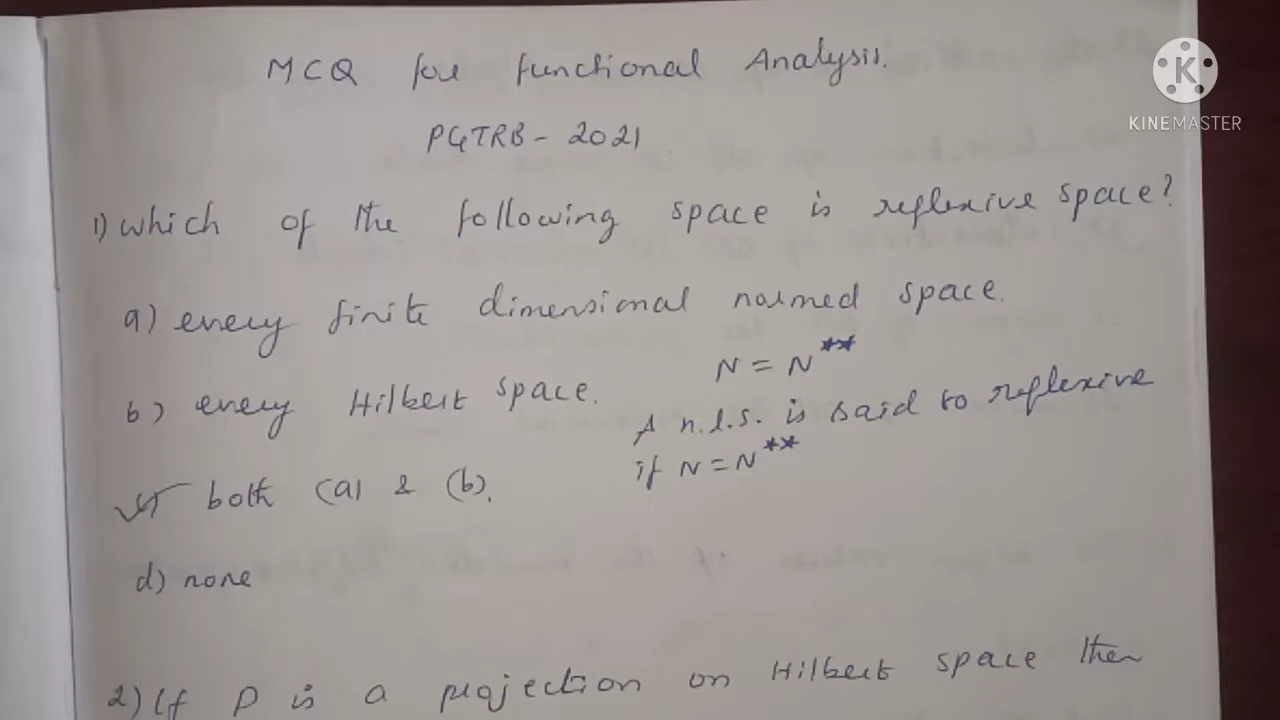 MCQ for functional Analysis.
PGTRB - 2021
KINEMASTER
1) which of the following space is reflexive space?
a) every finite dimensional normed space.
b) every Hilbert space.
N = N**
A n.l.s. is said to reflexive
if N = N**
both (a) & (b).
d) none
2) If P is a projection on Hilbert space then